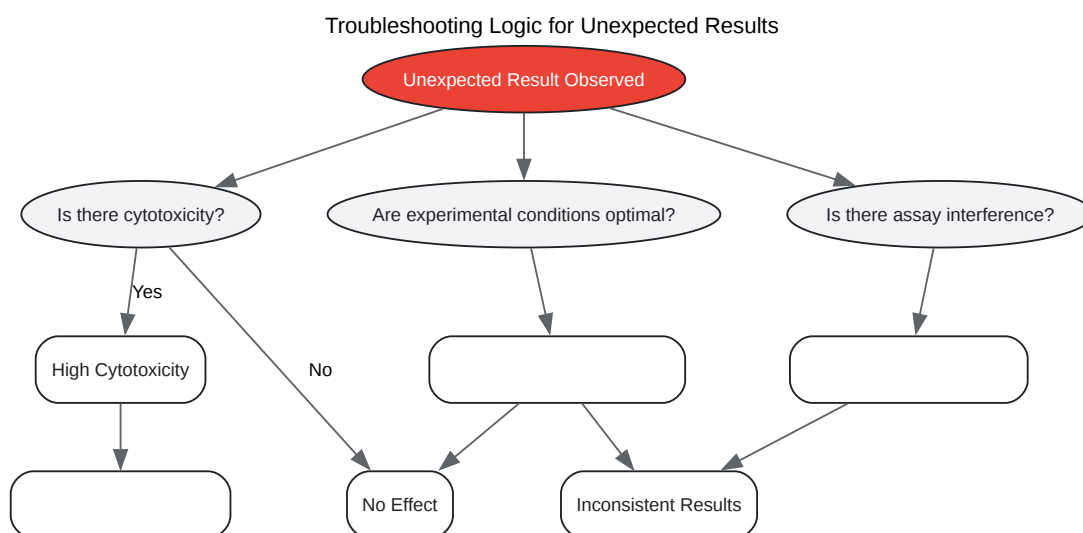 Troubleshooting Logic for Unexpected Results
Unexpected Result Observed
Is there cytotoxicity?
Are experimental conditions optimal?
Is there assay interference?
Yes
High Cytotoxicity
No
No Effect
Inconsistent Results